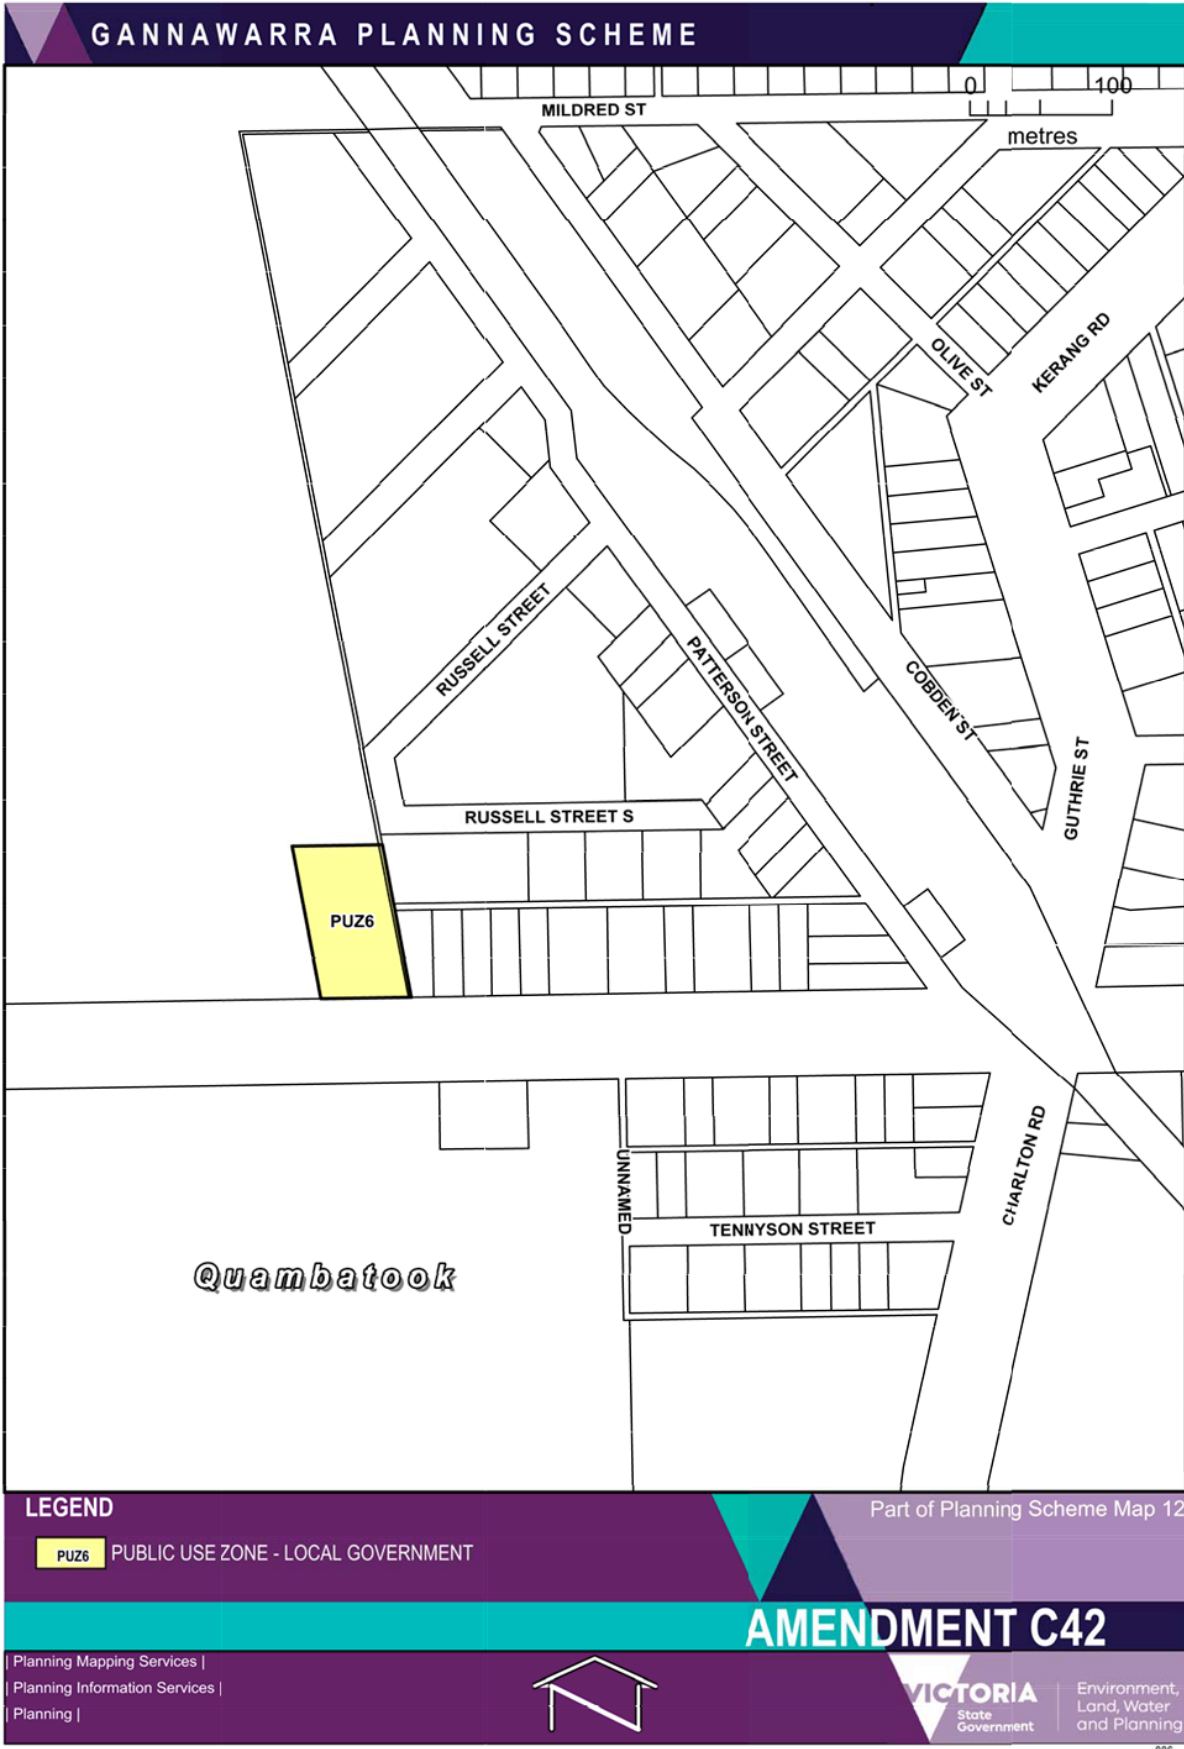 GANNAWARRA PLANNING SCHEME
0 100
metres
MILDRED ST
OLIVE ST
KERANG RD
RUSSELL STREET
PATTERSON STREET
COBDEN ST
GUTHRIE ST
RUSSELL STREET S
PUZ6
UNNAMED
CHARLTON RD
TENNYSON STREET
Quambatook
LEGEND
Part of Planning Scheme Map 12
PUZ6 PUBLIC USE ZONE - LOCAL GOVERNMENT
AMENDMENT C42
| Planning Mapping Services |
| Planning Information Services |
| Planning |
VICTORIA
State
Government
Environment,
Land, Water
and Planning